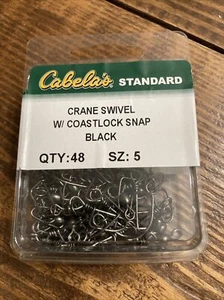 Cabela's STANDARD
CRANE SWIVEL
W/ COASTLOCK SNAP
BLACK
QTY:48 SZ: 5